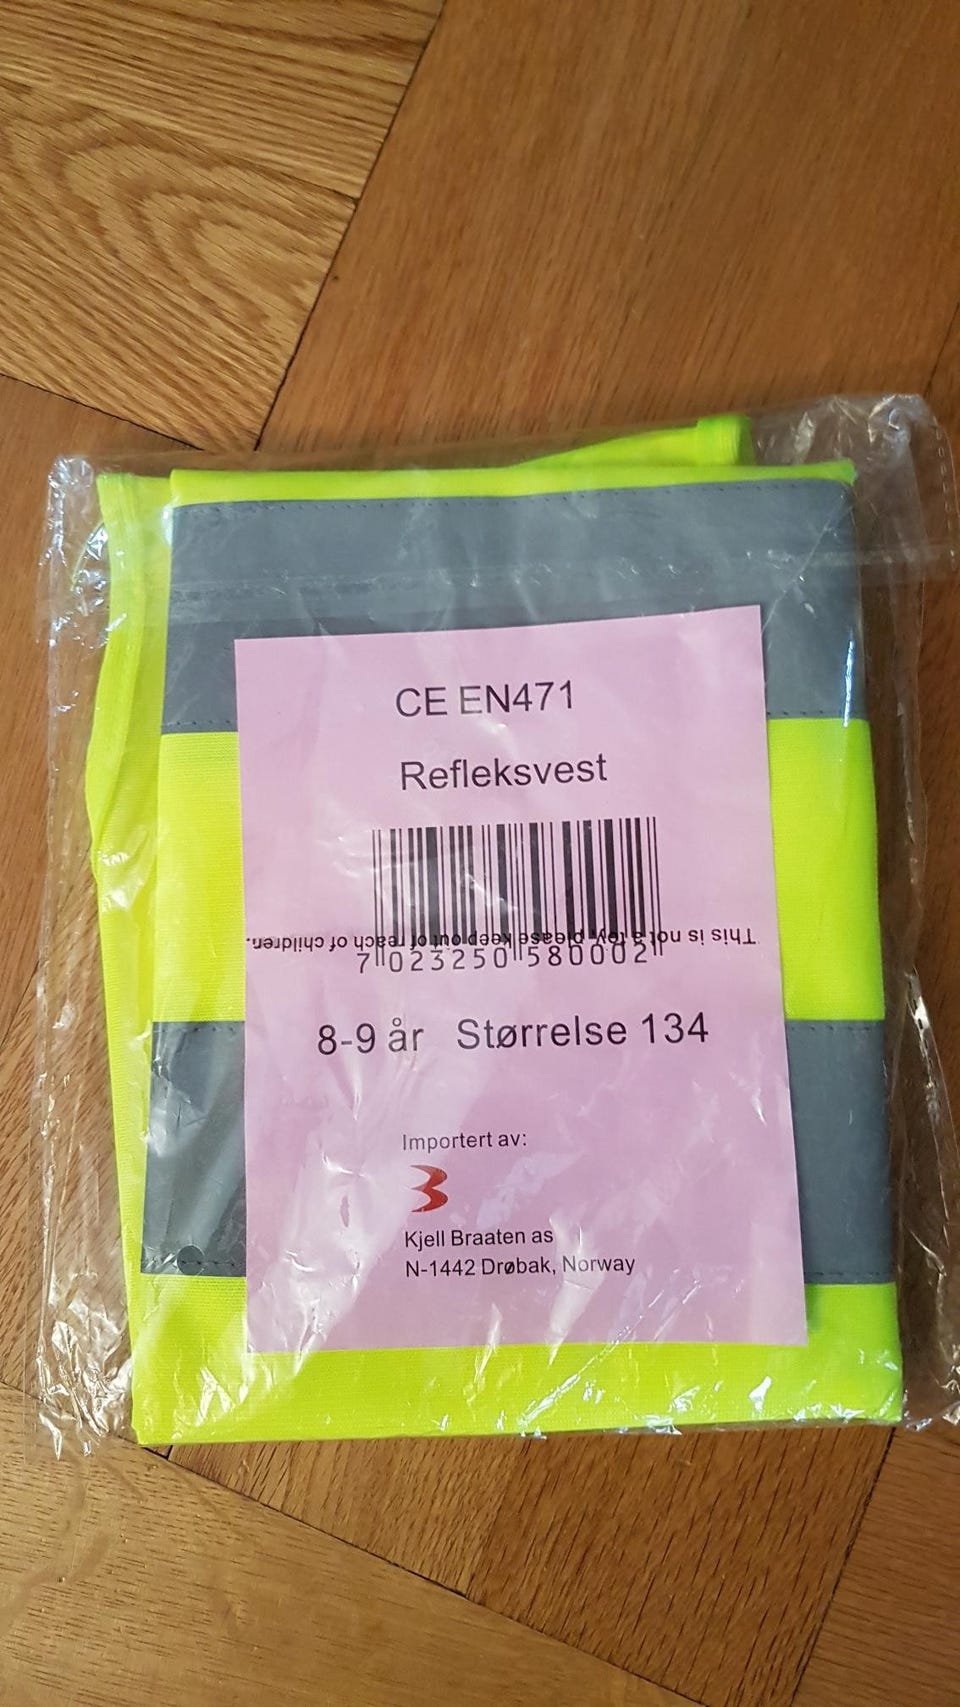 CE EN471
Refleksvest
This is not a toy, please keep out of reach of children.
7 023250 580002
8-9 år Størrelse 134
Importert av:
Kjell Braaten as
N-1442 Drøbak, Norway